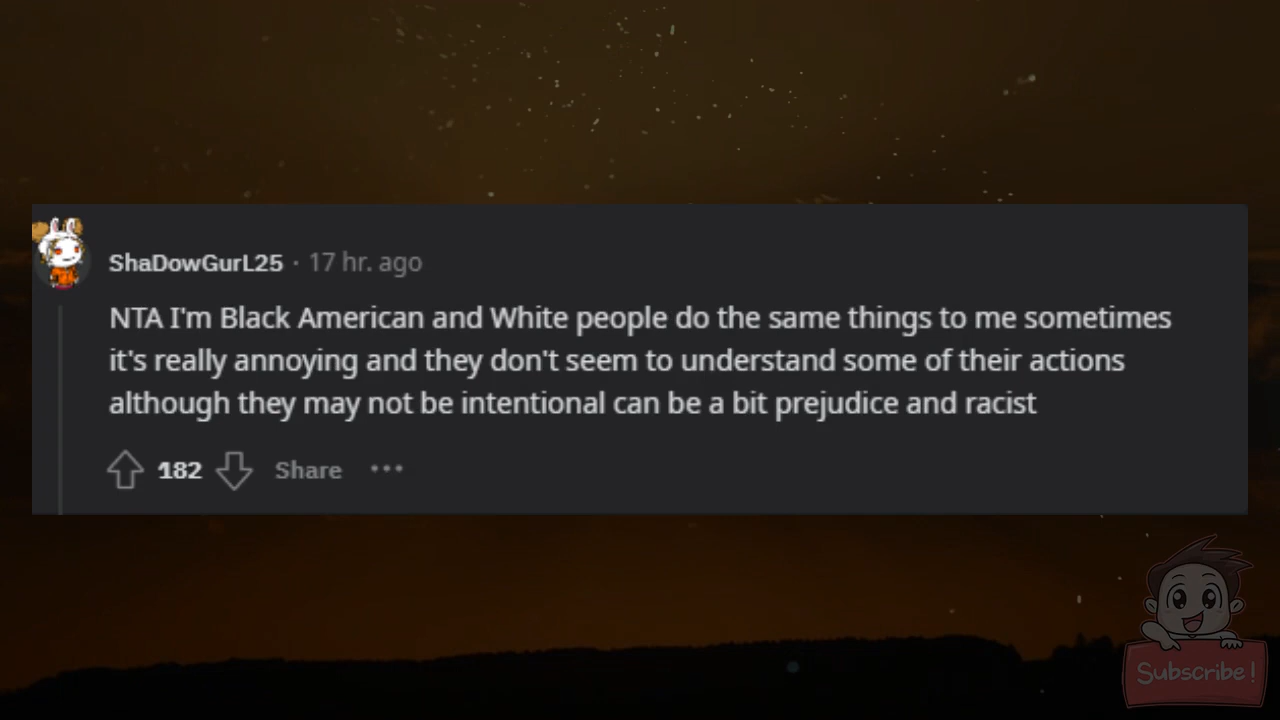 ShaDowGurL25 · 17 hr. ago
NTA I'm Black American and White people do the same things to me sometimes
it's really annoying and they don't seem to understand some of their actions
although they may not be intentional can be a bit prejudice and racist
182 Share •••
Subscribe!